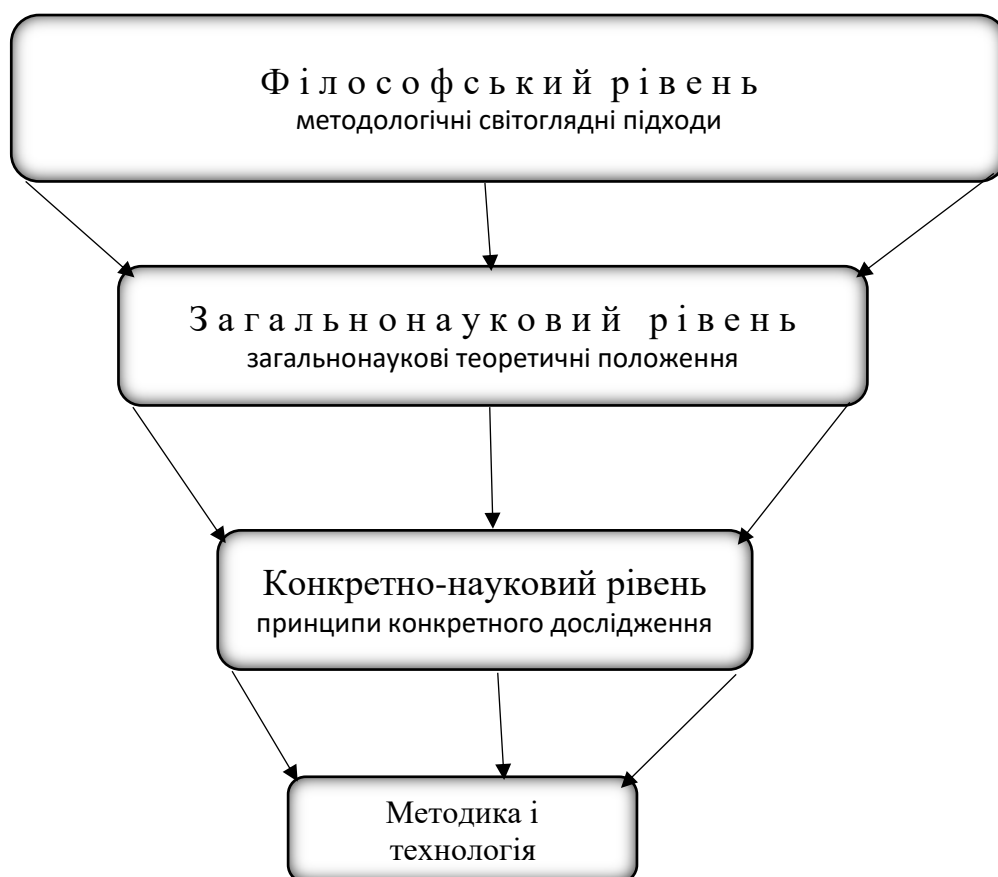 Ф і л о с о ф с ь к и й р і в е н ь
методологічні світоглядні підходи
З а г а л ь н о н а у к о в и й р і в е н ь
загальнонаукові теоретичні положення
Конкретно-науковий рівень
принципи конкретного дослідження
Методика і
технологія